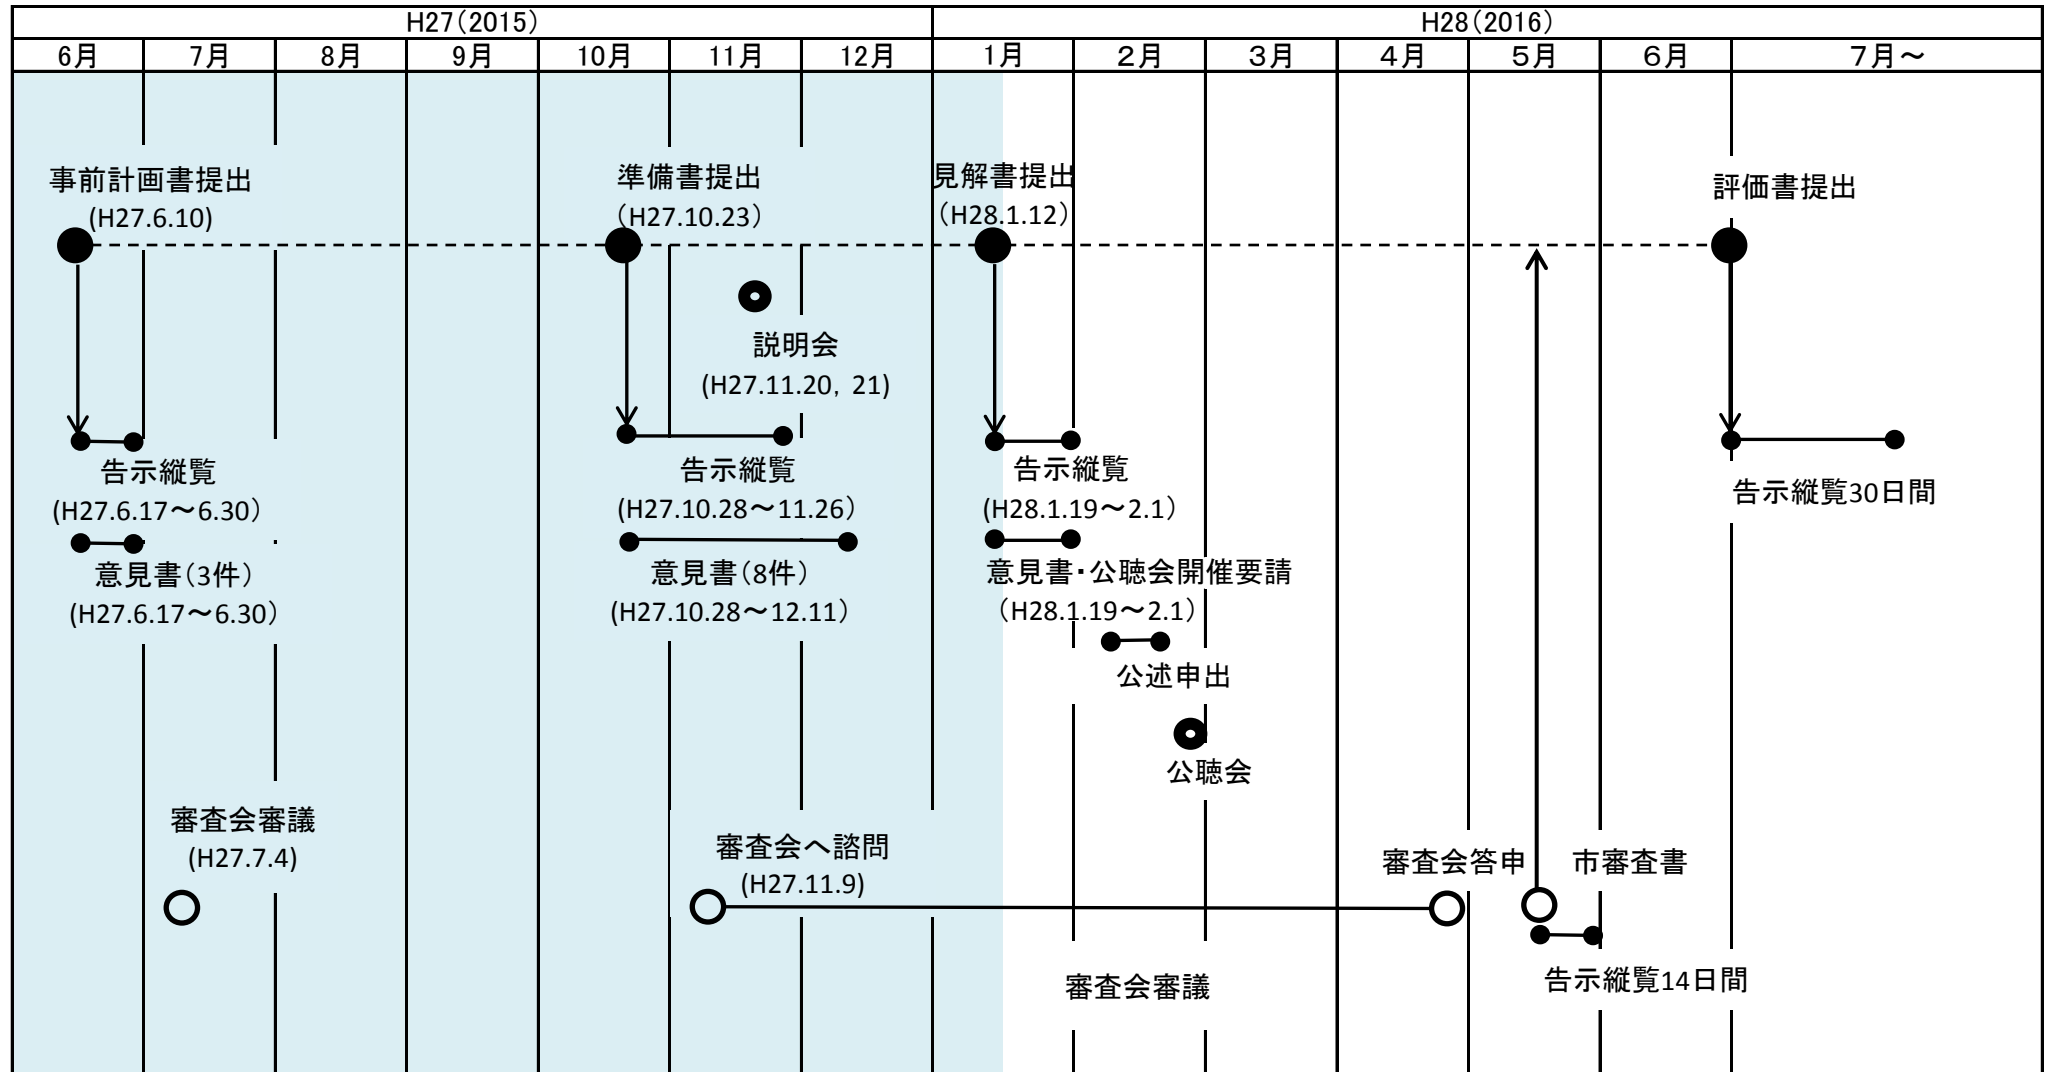 H27(2015)
H28(2016)
6月
7月
8月
9月
10月
11月
12月
1月
2月
3月
4月
5月
6月
7月～
事前計画書提出
(H27.6.10)
準備書提出
（H27.10.23）
見解書提出
（H28.1.12）
評価書提出
説明会
(H27.11.20，21)
告示縦覧
(H27.6.17～6.30）
告示縦覧
(H27.10.28～11.26）
告示縦覧
(H28.1.19～2.1）
告示縦覧30日間
意見書（3件）
(H27.6.17～6.30）
意見書（8件）
(H27.10.28～12.11）
意見書・公聴会開催要請
（H28.1.19～2.1）
公述申出
公聴会
審査会審議
(H27.7.4)
審査会へ諮問
(H27.11.9)
審査会答申
市審査書
告示縦覧14日間
審査会審議